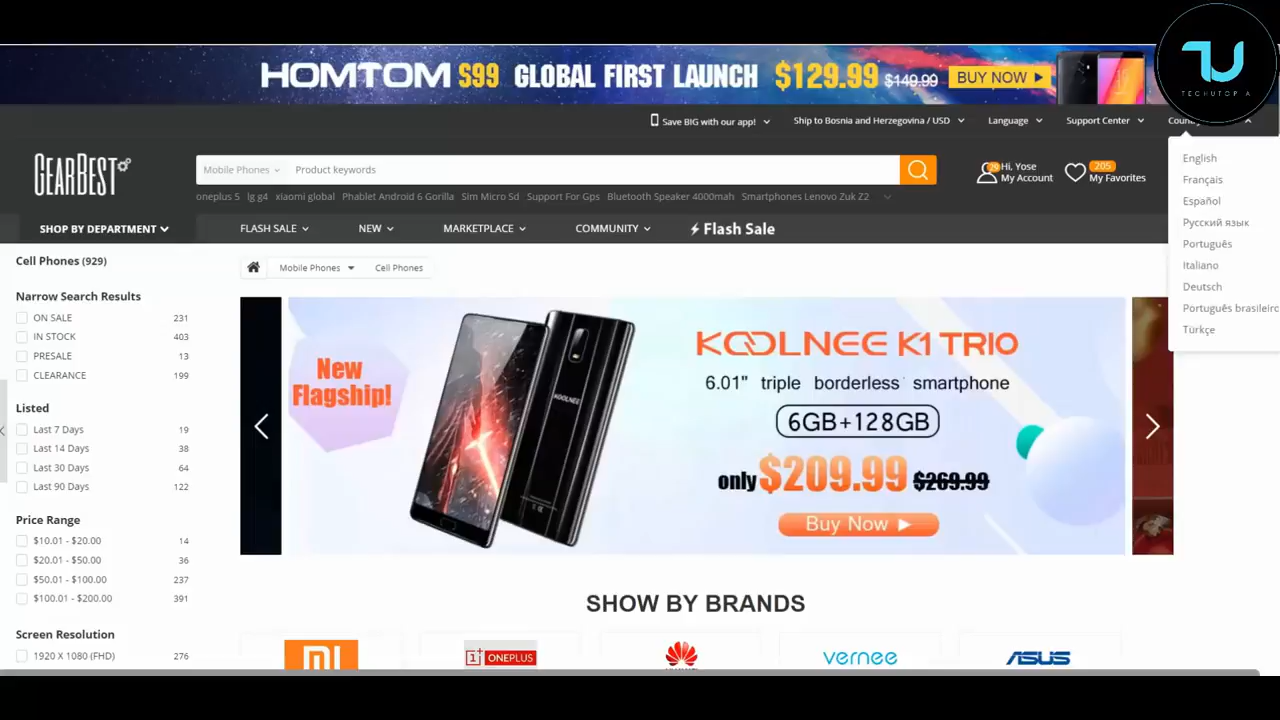 HOMTOM S99 GLOBAL FIRST LAUNCH $129.99 $149.99 BUY NOW
TECHUTOPIA
Save BIG with our app!
Ship to Bosnia and Herzegovina / USD
Language
Support Center
English
Français
Español
Русский язык
Português
Italiano
Deutsch
Português brasileiro
Türkçe
GEARBEST
Mobile Phones
Product keywords
Hi, Yose
My Account
205
My Favorites
oneplus 5 lg g4 xiaomi global Phablet Android 6 Gorilla Sim Micro Sd Support For Gps Bluetooth Speaker 4000mah Smartphones Lenovo Zuk Z2
SHOP BY DEPARTMENT
FLASH SALE
NEW
MARKETPLACE
COMMUNITY
Flash Sale
Cell Phones (929)
Narrow Search Results
ON SALE 231
IN STOCK 403
PRESALE 13
CLEARANCE 199
Listed
Last 7 Days 19
Last 14 Days 38
Last 30 Days 64
Last 90 Days 122
Price Range
$10.01 - $20.00 14
$20.01 - $50.00 36
$50.01 - $100.00 237
$100.01 - $200.00 391
Screen Resolution
1920 X 1080 (FHD) 276
Mobile Phones
Cell Phones
New
Flagship!
KOOLNEE
KOOLNEE K1 TRIO
6.01" triple borderless smartphone
6GB+128GB
only $209.99 $269.99
Buy Now
SHOW BY BRANDS
MI
1+ ONEPLUS
vernee
ASUS